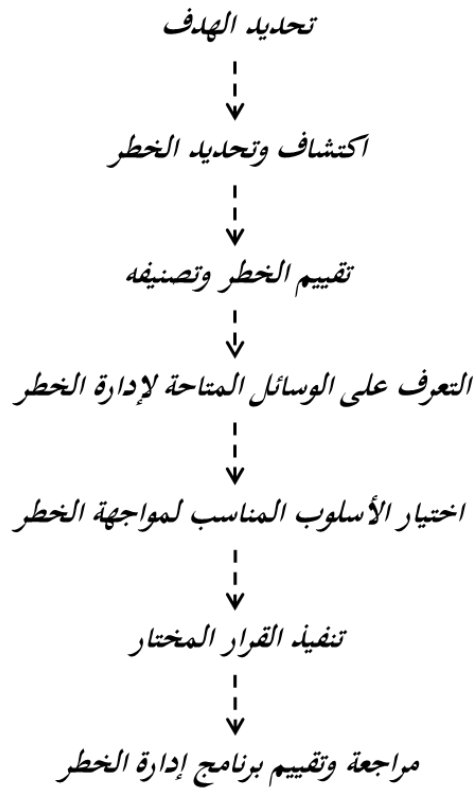 تحديد الهدف
اكتشاف وتحديد الخطر
تقييم الخطر وتصنيفه
التعرف على الوسائل المتاحة لإدارة الخطر
اختيار الأسلوب المناسب لمواجهة الخطر
تنفيذ القرار المختار
مراجعة وتقييم برنامج إدارة الخطر